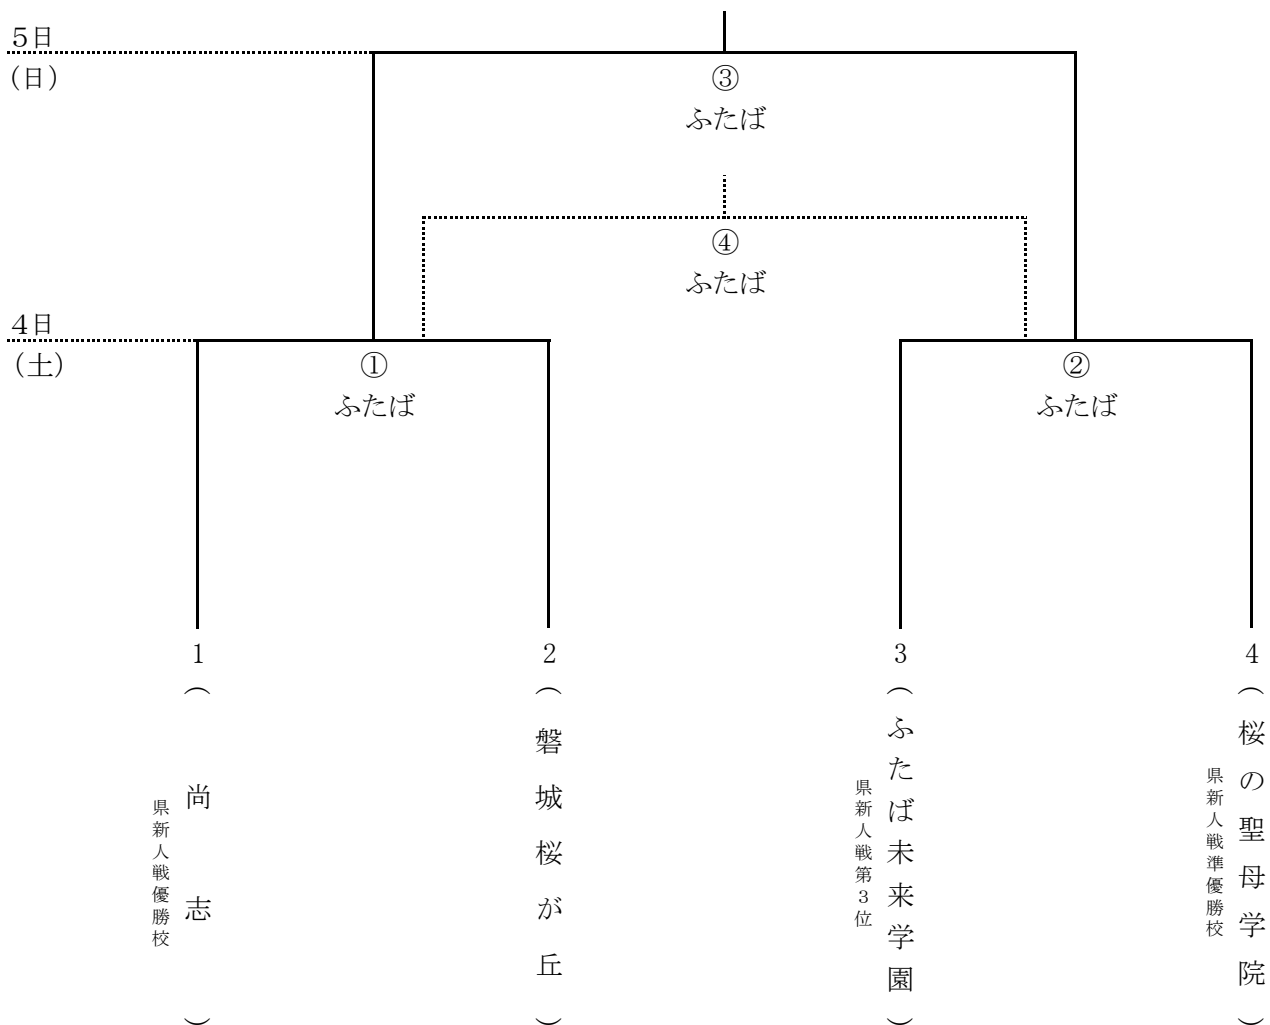 ５日
（日）
③
ふたば
④
ふたば
４日
（土）
①
ふたば
②
ふたば
1
（尚志）
県新人戦優勝校
2
（磐城桜が丘）
3
（ふたば未来学園）
県新人戦第３位
4
（桜の聖母学院）
県新人戦準優勝校